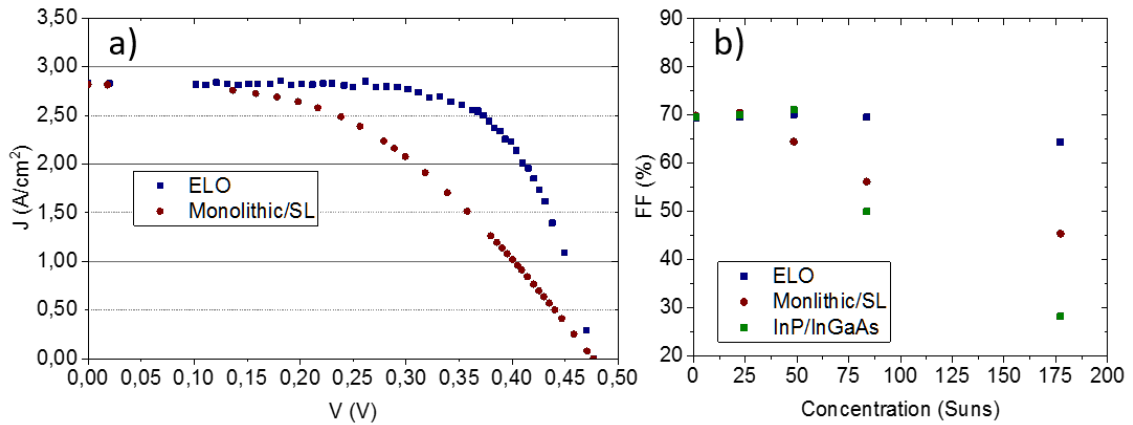 a)
3,50
3,00
2,50
2,00
1,50
1,00
0,50
0,00
J (A/cm²)
ELO
Monolithic/SL
0,00 0,05 0,10 0,15 0,20 0,25 0,30 0,35 0,40 0,45 0,50
V (V)
b)
90
80
70
60
50
40
30
20
FF (%)
ELO
Monlithic/SL
InP/InGaAs
0 25 50 75 100 125 150 175 200
Concentration (Suns)